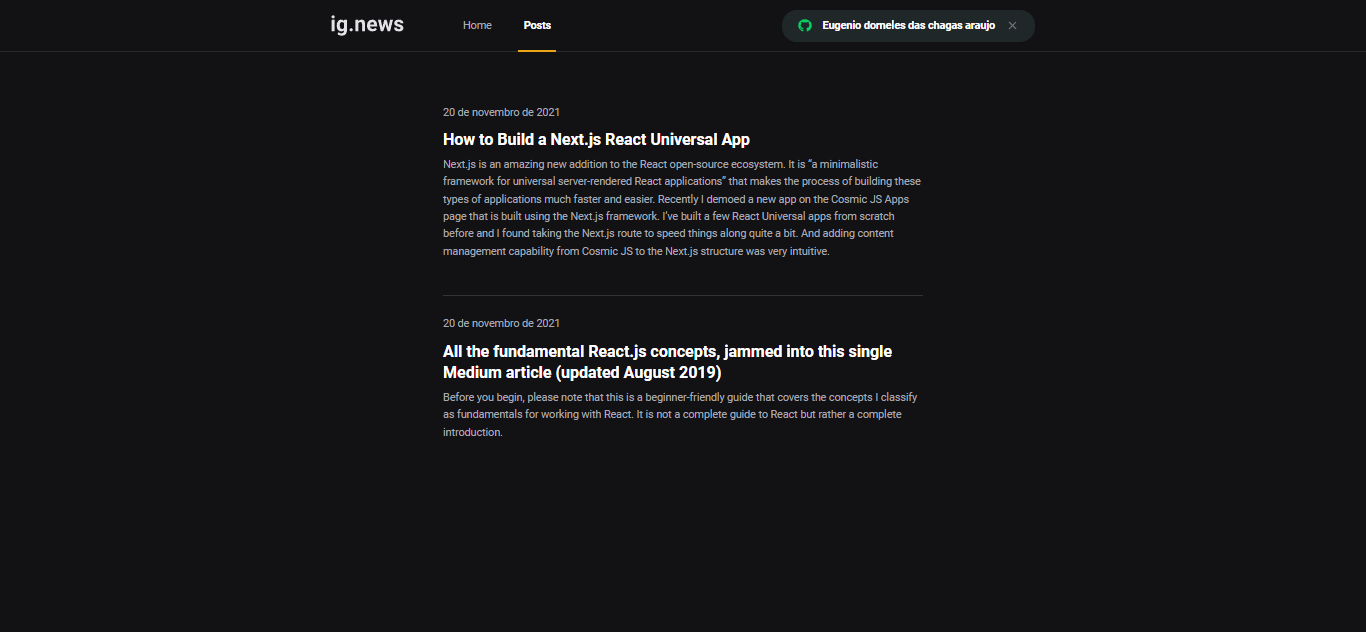 ig.news
Home
Posts
Eugenio dorneles das chagas araujo
20 de novembro de 2021
How to Build a Next.js React Universal App
Next.js is an amazing new addition to the React open-source ecosystem. It is “a minimalistic
framework for universal server-rendered React applications” that makes the process of building these
types of applications much faster and easier. Recently I demoed a new app on the Cosmic JS Apps
page that is built using the Next.js framework. I’ve built a few React Universal apps from scratch
before and I found taking the Next.js route to speed things along quite a bit. And adding content
management capability from Cosmic JS to the Next.js structure was very intuitive.
20 de novembro de 2021
All the fundamental React.js concepts, jammed into this single
Medium article (updated August 2019)
Before you begin, please note that this is a beginner-friendly guide that covers the concepts I classify
as fundamentals for working with React. It is not a complete guide to React but rather a complete
introduction.